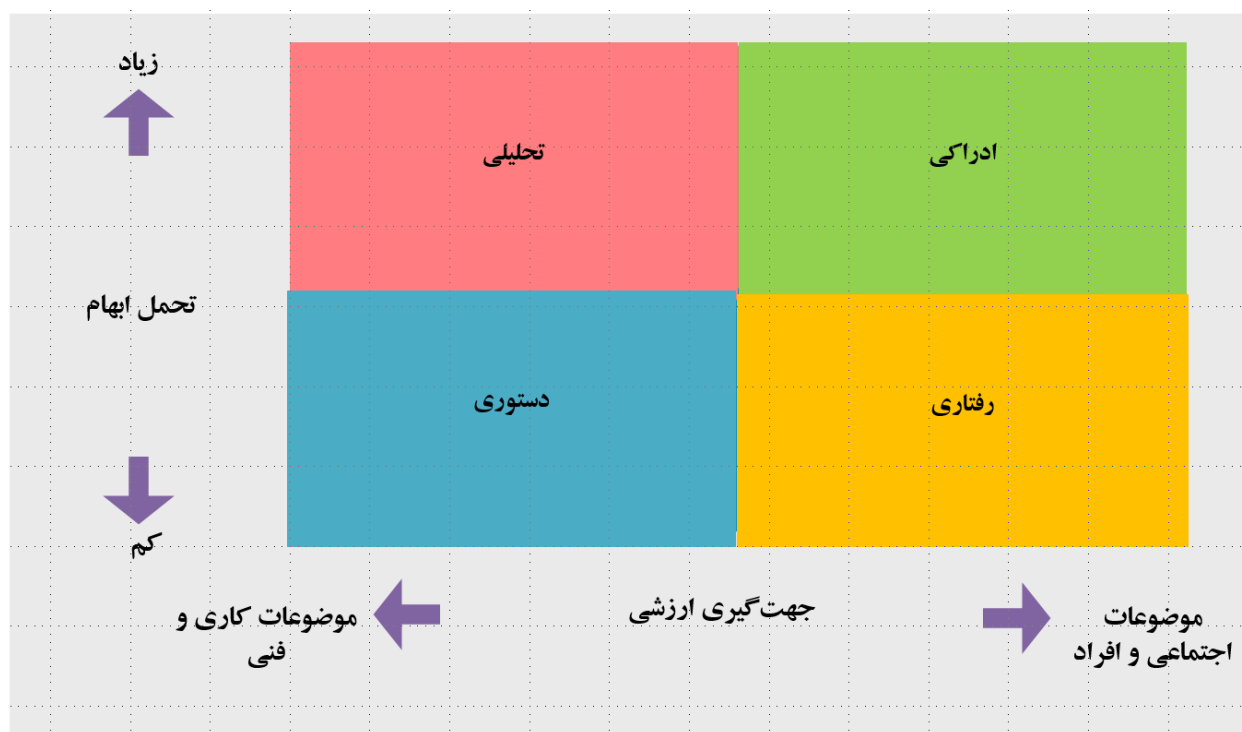 زیاد
ادراکی
تحلیلی
تحمل ابهام
رفتاری
دستوری
کم
موضوعات
اجتماعی و افراد
جهت‌گیری ارزشی
موضوعات کاری و
فنی